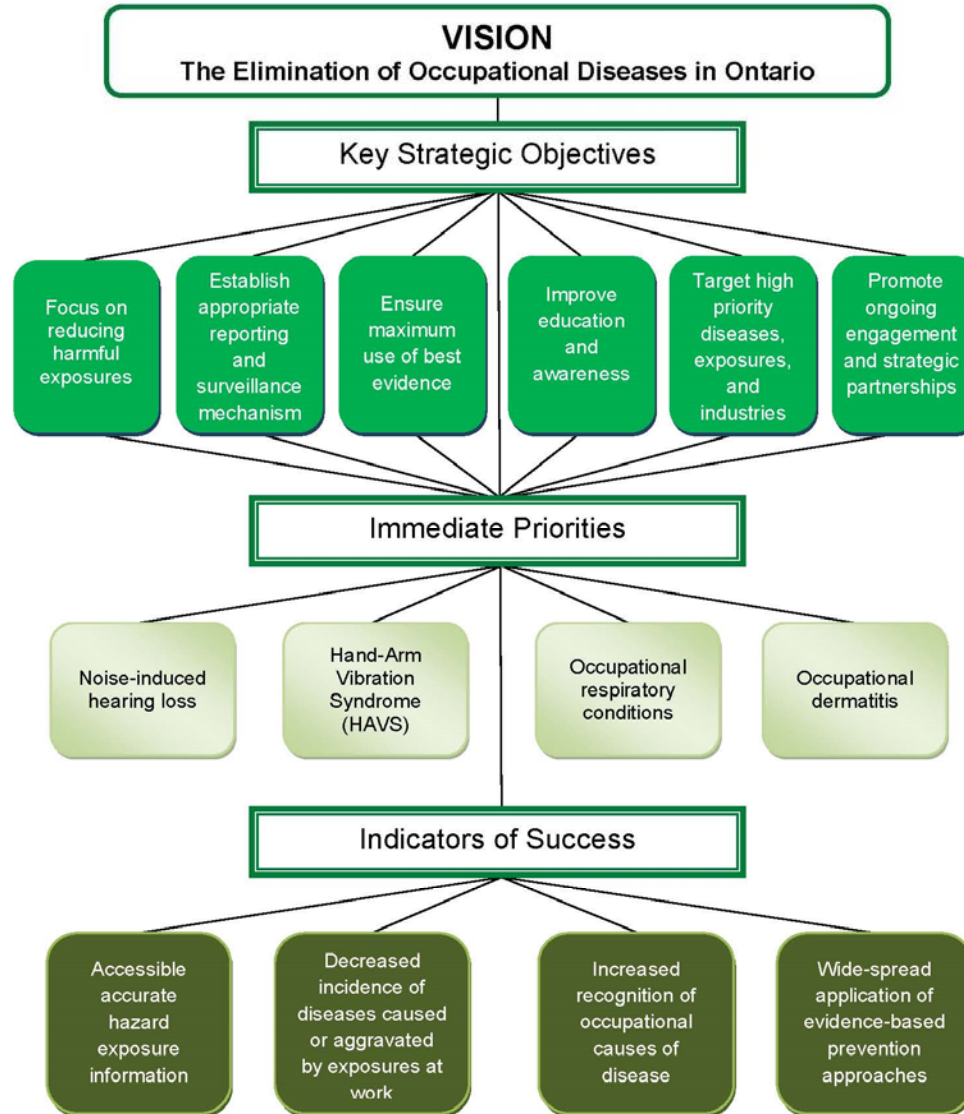 VISION
The Elimination of Occupational Diseases in Ontario
Key Strategic Objectives
Focus on
reducing
harmful
exposures
Establish
appropriate
reporting
and
surveillance
mechanism
Ensure
maximum
use of best
evidence
Improve
education
and
awareness
Target high
priority
diseases,
exposures,
and
industries
Promote
ongoing
engagement
and strategic
partnerships
Immediate Priorities
Noise-induced
hearing loss
Hand-Arm
Vibration
Syndrome
(HAVS)
Occupational
respiratory
conditions
Occupational
dermatitis
Indicators of Success
Accessible
accurate
hazard
exposure
information
Decreased
incidence of
diseases caused
or aggravated
by exposures at
work
Increased
recognition of
occupational
causes of
disease
Wide-spread
application of
evidence-based
prevention
approaches